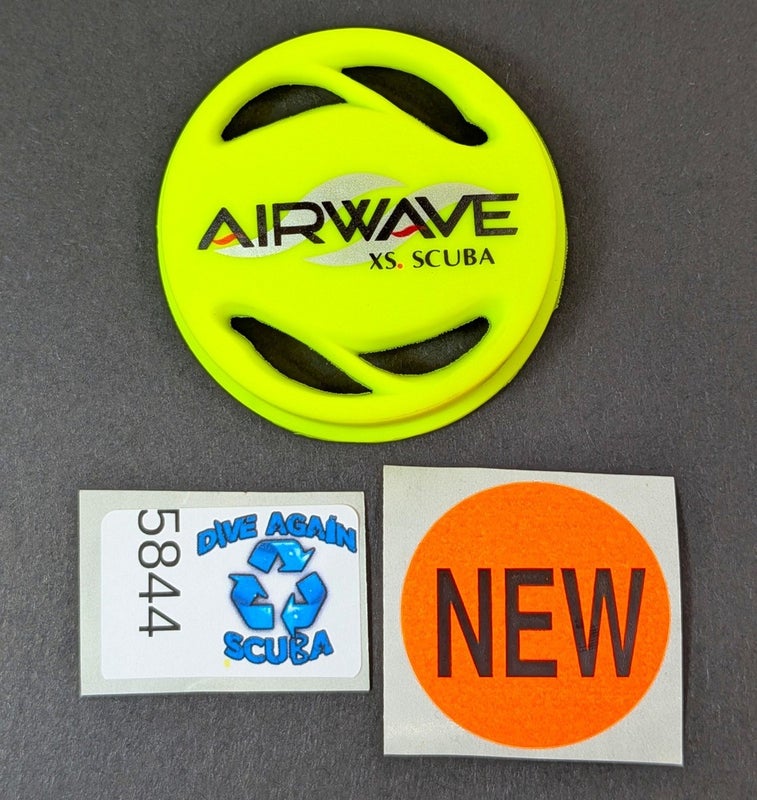 AIRWAVE
XS. SCUBA
5844
DIVE AGAIN
SCUBA
NEW